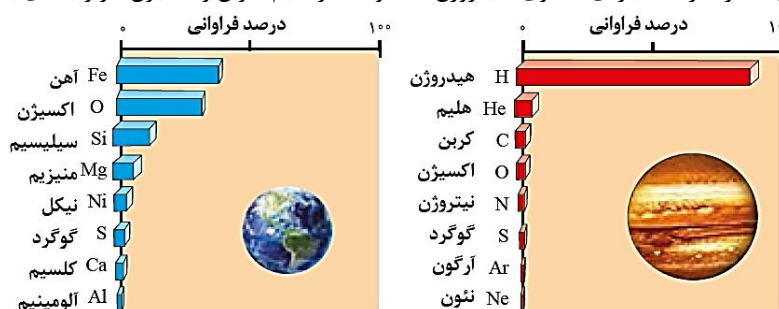 درصد فراوانی
۰ ۱۰۰
هیدروژن H
هلیم He
کربن C
اکسیژن O
نیتروژن N
گوگرد S
آرگون Ar
نئون Ne
درصد فراوانی
۰ ۱۰۰
آهن Fe
اکسیژن O
سیلیسیم Si
منیزیم Mg
نیکل Ni
گوگرد S
کلسیم Ca
آلومینیم Al